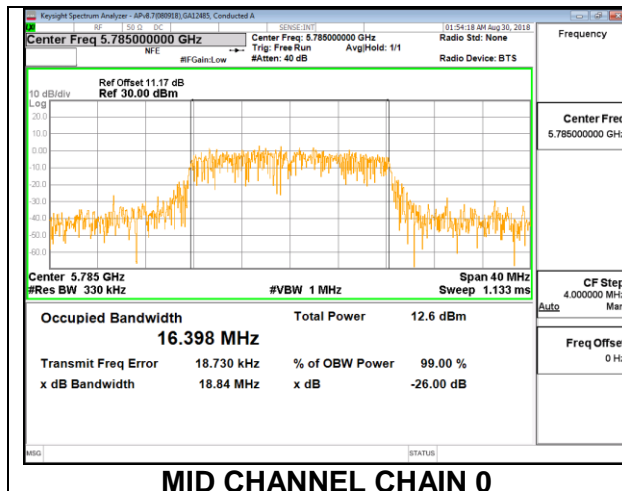 Keysight Spectrum Analyzer - APv8.7(080918),GA12485, Conducted A
RF 50 Ω DC SENSE:INT 01:54:18 AM Aug 30, 2018
Center Freq 5.785000000 GHz Center Freq: 5.785000000 GHz Radio Std: None
NFE Trig: Free Run Avg|Hold: 1/1
#IFGain:Low #Atten: 40 dB Radio Device: BTS
Frequency
Ref Offset 11.17 dB
10 dB/div Ref 30.00 dBm
Log
20.0
10.0
0.00
-10.0
-20.0
-30.0
-40.0
-50.0
-60.0
Center Freq
5.785000000 GHz
Center 5.785 GHz Span 40 MHz
#Res BW 330 kHz #VBW 1 MHz Sweep 1.133 ms
CF Step
4.000000 MHz
Auto Man
Occupied Bandwidth Total Power 12.6 dBm
16.398 MHz
Transmit Freq Error 18.730 kHz % of OBW Power 99.00 %
x dB Bandwidth 18.84 MHz x dB -26.00 dB
Freq Offset
0 Hz
MSG STATUS
MID CHANNEL CHAIN 0